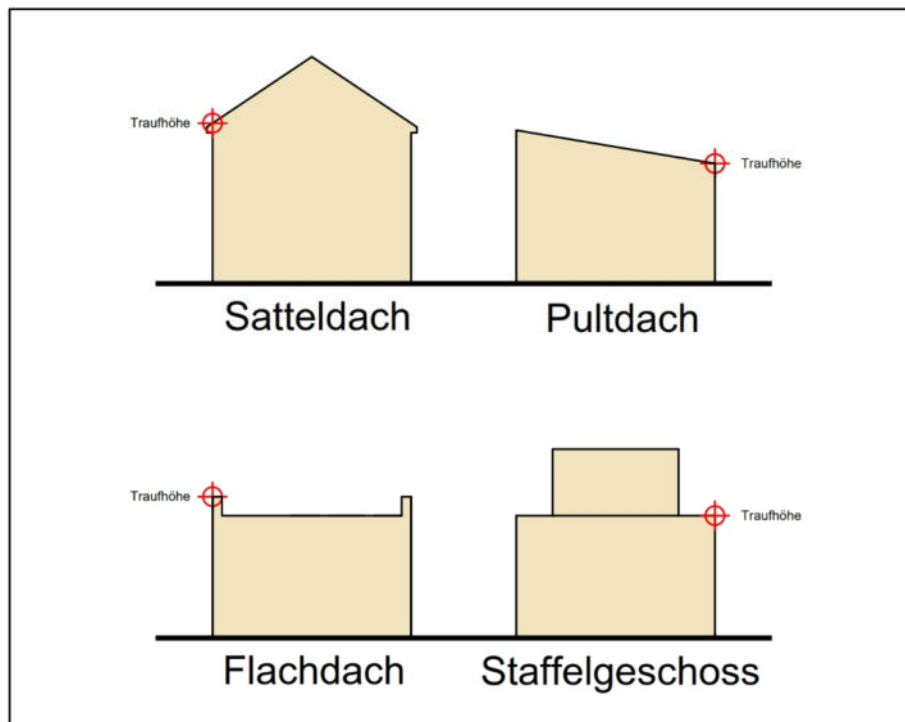 Traufhöhe
Traufhöhe
Satteldach
Pultdach
Traufhöhe
Traufhöhe
Flachdach
Staffelgeschoss